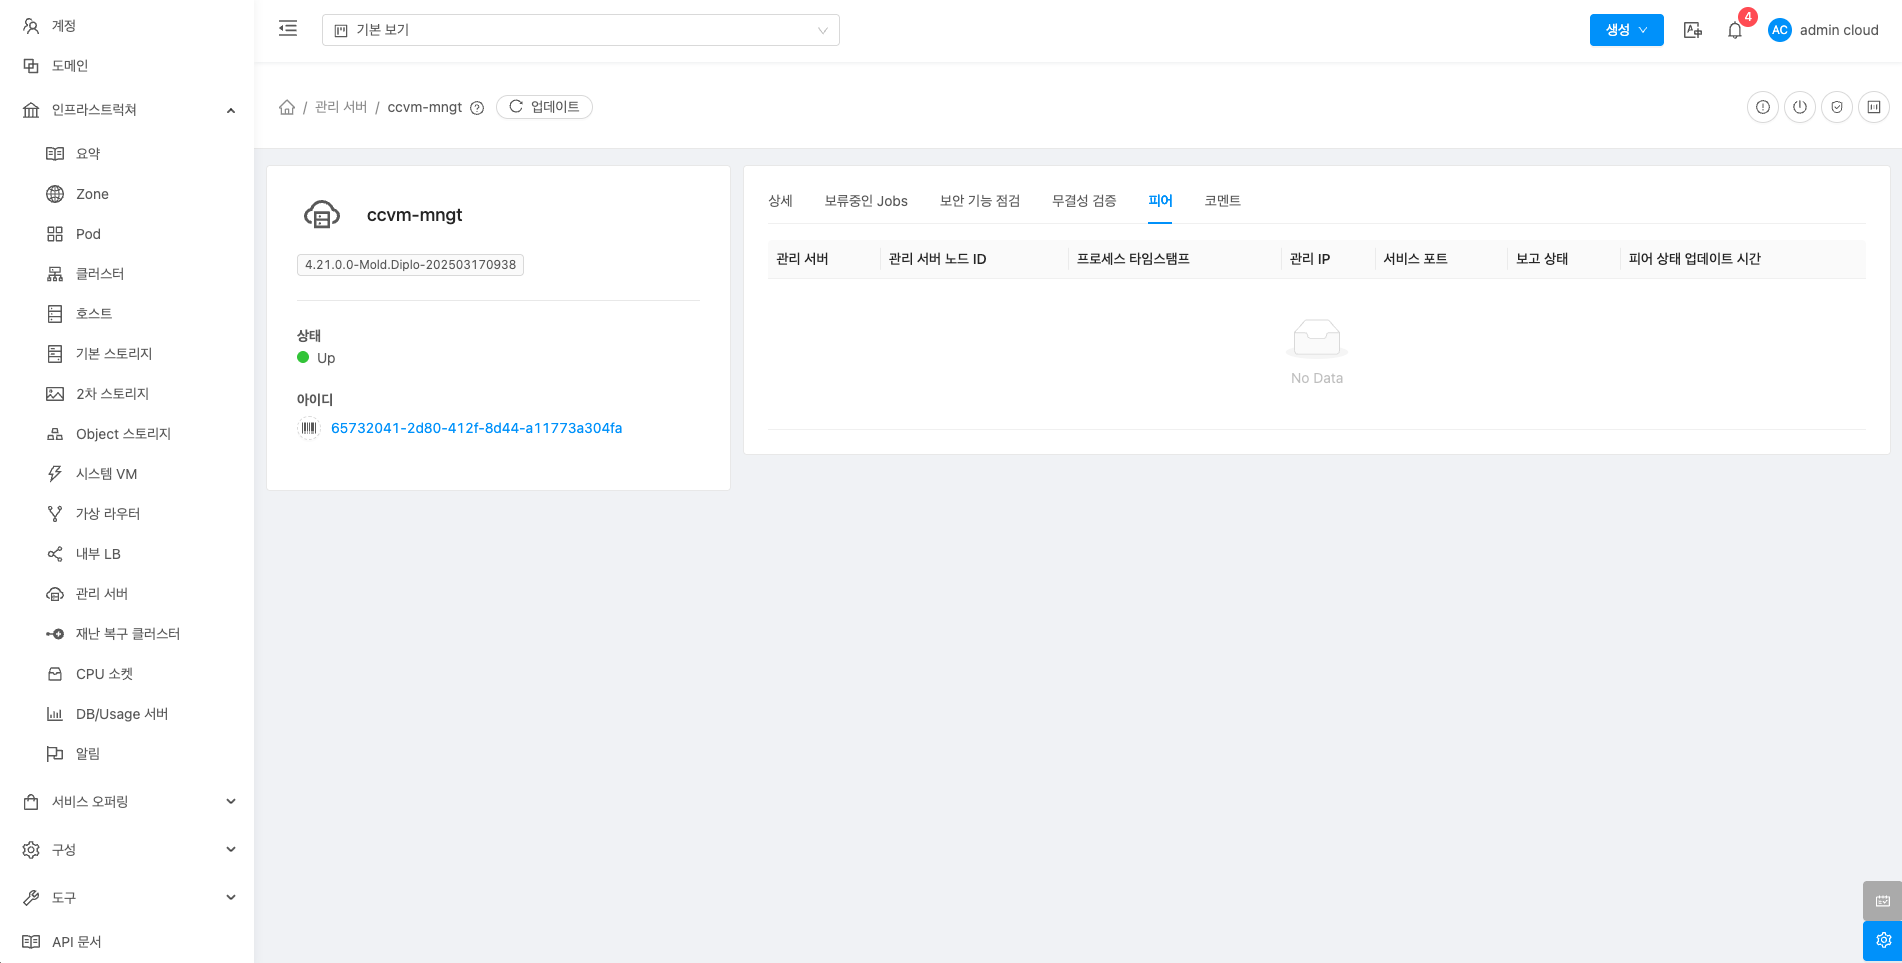 계정
도메인
인프라스트럭쳐
요약
Zone
Pod
클러스터
호스트
기본 스토리지
2차 스토리지
Object 스토리지
시스템 VM
가상 라우터
내부 LB
관리 서버
재난 복구 클러스터
CPU 소켓
DB/Usage 서버
알림
서비스 오퍼링
구성
도구
API 문서
기본 보기
생성
4
AC admin cloud
/ 관리 서버 / ccvm-mngt 업데이트
ccvm-mngt
4.21.0.0-Mold.Diplo-202503170938
상태
Up
아이디
65732041-2d80-412f-8d44-a11773a304fa
상세 보류중인 Jobs 보안 기능 점검 무결성 검증 피어 코멘트
관리 서버 관리 서버 노드 ID 프로세스 타임스탬프 관리 IP 서비스 포트 보고 상태 피어 상태 업데이트 시간
No Data